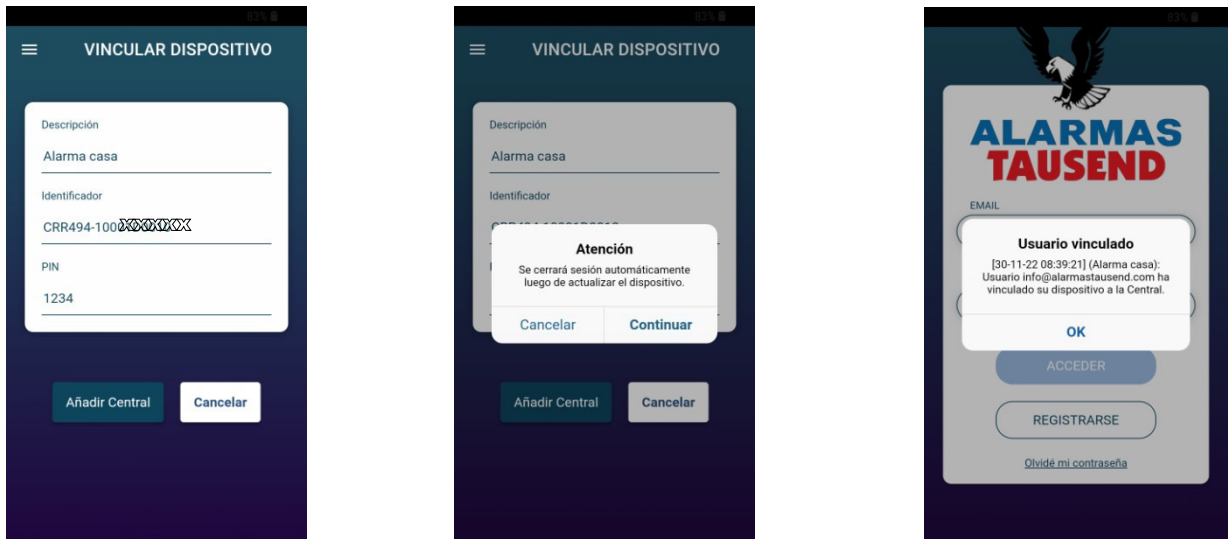 83%
VINCULAR DISPOSITIVO
Descripción
Alarma casa
Identificador
CRR494-100
PIN
1234
Añadir Central
Cancelar
83%
VINCULAR DISPOSITIVO
Descripción
Alarma casa
Identificador
Atención
Se cerrará sesión automáticamente
luego de actualizar el dispositivo.
Cancelar
Continuar
Añadir Central
Cancelar
83%
ALARMAS
TAUSEND
EMAIL
Usuario vinculado
[30-11-22 08:39:21] (Alarma casa):
Usuario info@alarmastausend.com ha
vinculado su dispositivo a la Central.
OK
ACCEDER
REGISTRARSE
Olvidé mi contraseña